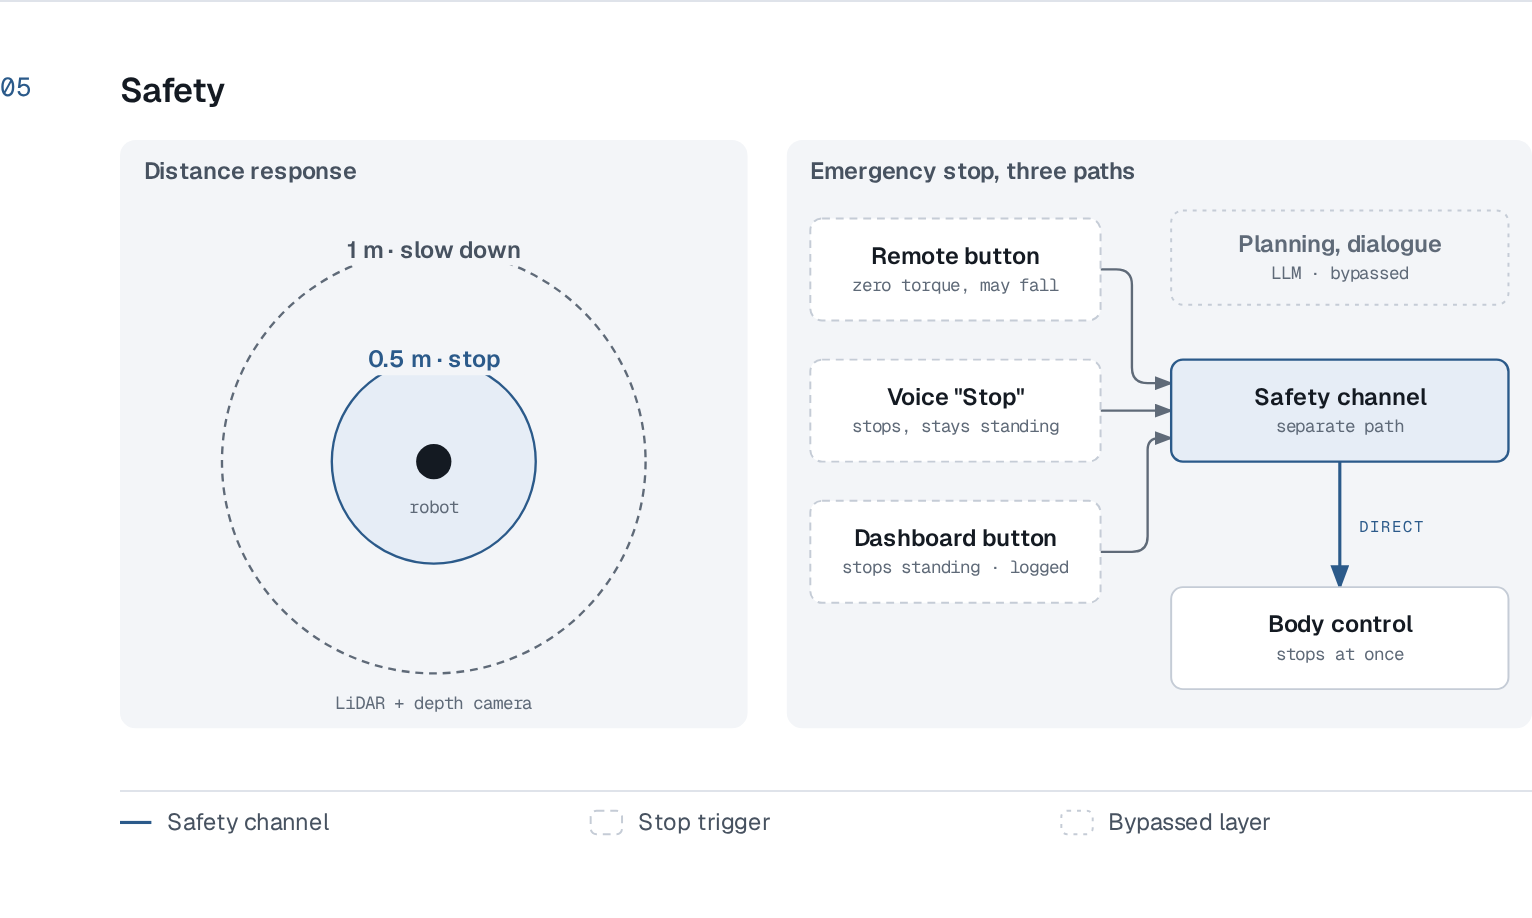 05
Safety
Distance response
1 m · slow down
0.5 m · stop
robot
LiDAR + depth camera
Emergency stop, three paths
Remote button
zero torque, may fall
Voice "Stop"
stops, stays standing
Dashboard button
stops standing · logged
Planning, dialogue
LLM · bypassed
Safety channel
separate path
DIRECT
Body control
stops at once
Safety channel
Stop trigger
Bypassed layer